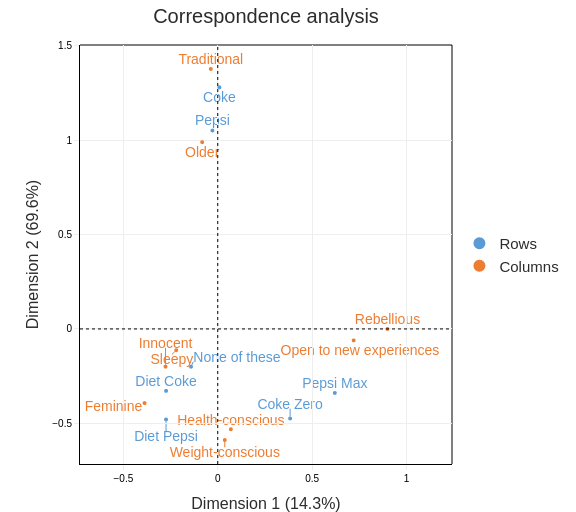 Correspondence analysis
1.5
Traditional
Coke
Pepsi
1
Older
Dimension 2 (69.6%)
0.5
Rows
Columns
Rebellious
0
Innocent
Open to new experiences
Sleepy
None of these
Diet Coke
Pepsi Max
Feminine
Coke Zero
Health-conscious
−0.5
Diet Pepsi
Weight-conscious
−0.5
0
0.5
1
Dimension 1 (14.3%)